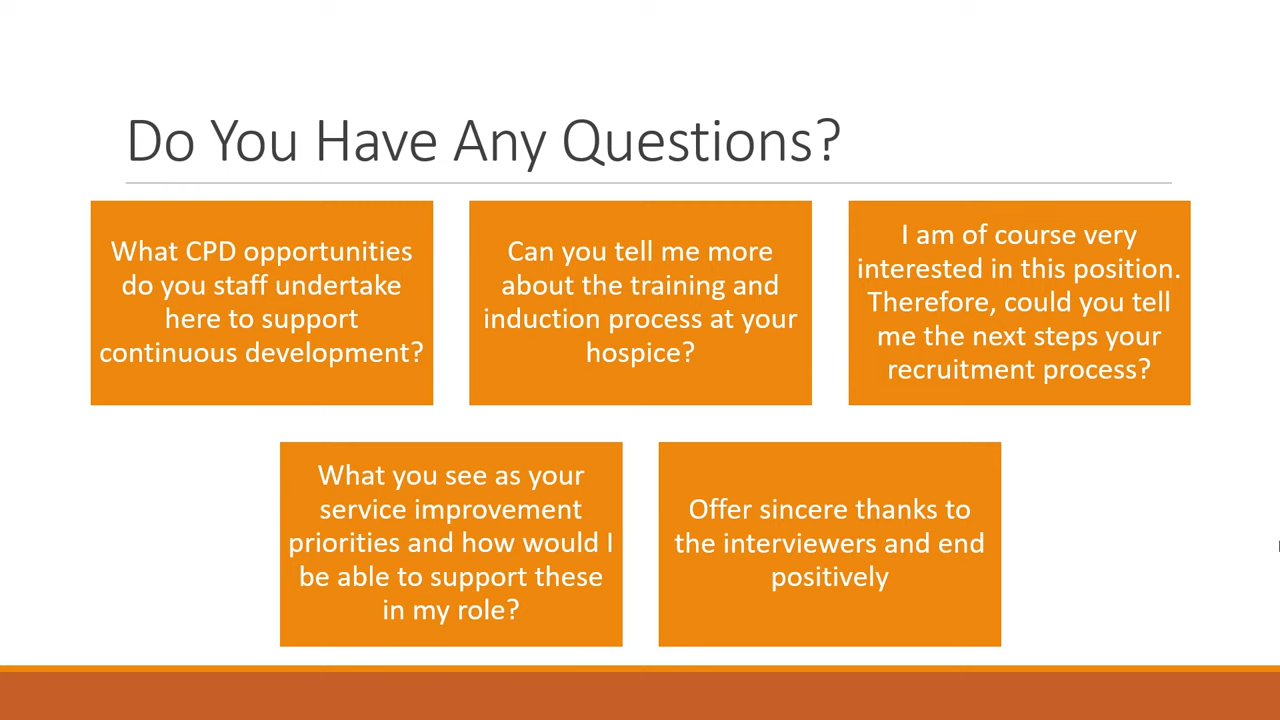 Do You Have Any Questions?
What CPD opportunities
do you staff undertake
here to support
continuous development?
Can you tell me more
about the training and
induction process at your
hospice?
I am of course very
interested in this position.
Therefore, could you tell
me the next steps your
recruitment process?
What you see as your
service improvement
priorities and how would I
be able to support these
in my role?
Offer sincere thanks to
the interviewers and end
positively